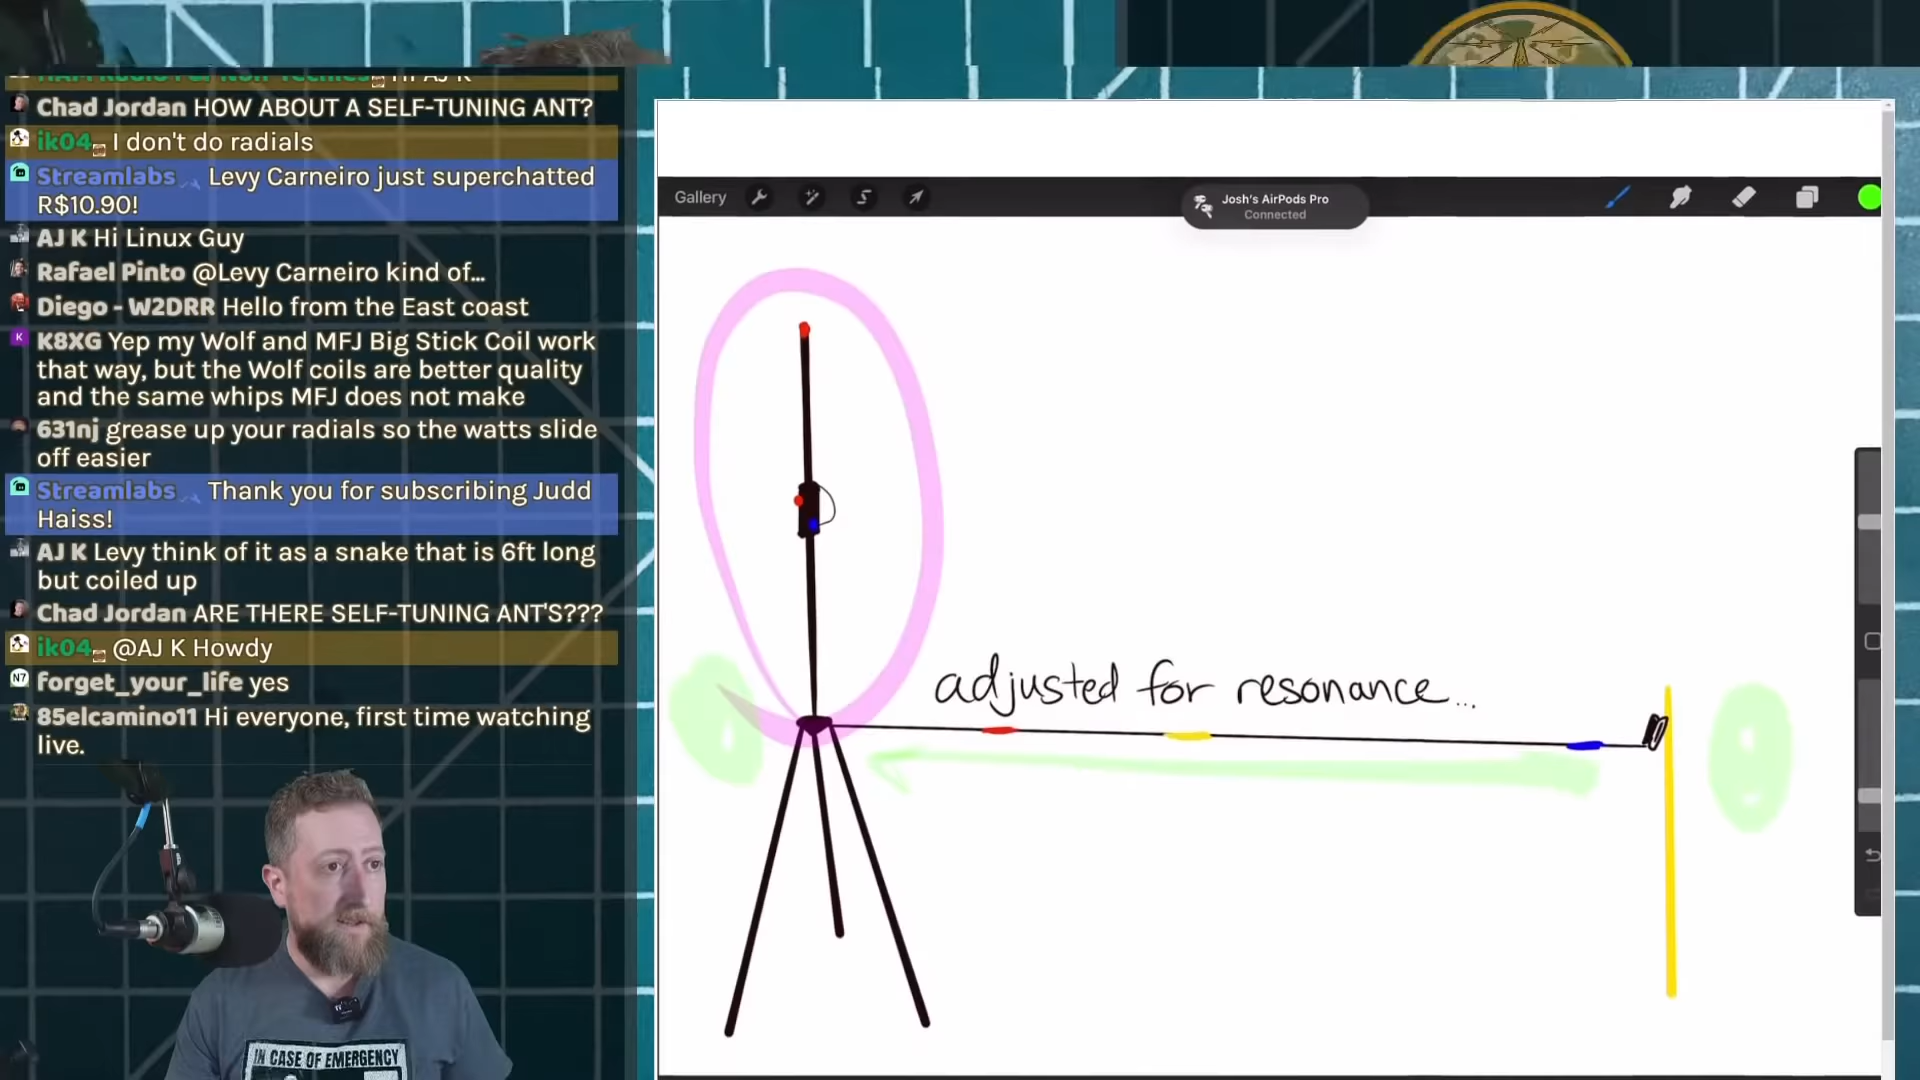 Hi AJ K
Chad Jordan HOW ABOUT A SELF-TUNING ANT?
ik04 I don't do radials
Streamlabs Levy Carneiro just superchatted
R$10.90!
AJ K Hi Linux Guy
Rafael Pinto @Levy Carneiro kind of...
Diego - W2DRR Hello from the East coast
K
K8XG Yep my Wolf and MFJ Big Stick Coil work
that way, but the Wolf coils are better quality
and the same whips MFJ does not make
631nj grease up your radials so the watts slide
off easier
Streamlabs Thank you for subscribing Judd
Haiss!
AJ K Levy think of it as a snake that is 6ft long
but coiled up
Chad Jordan ARE THERE SELF-TUNING ANT'S???
ik04 @AJ K Howdy
N7
forget_your_life yes
85elcamino11 Hi everyone, first time watching
live.
IN CASE OF EMERGENCY
Gallery
Josh's AirPods Pro
Connected
adjusted for resonance...